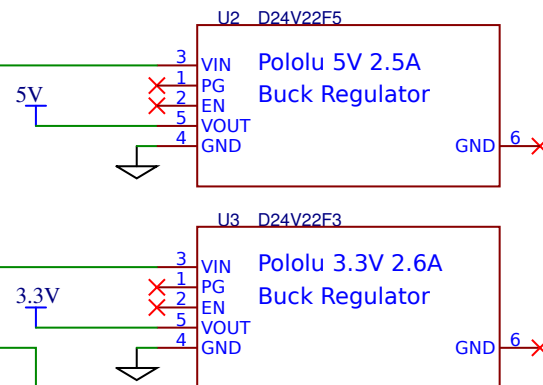 U2 D24V22F5
3 VIN Pololu 5V 2.5A
1 PG
5V 2 EN Buck Regulator
5 VOUT
4 GND GND 6
U3 D24V22F3
3 VIN Pololu 3.3V 2.6A
1 PG
3.3V 2 EN Buck Regulator
5 VOUT
4 GND GND 6